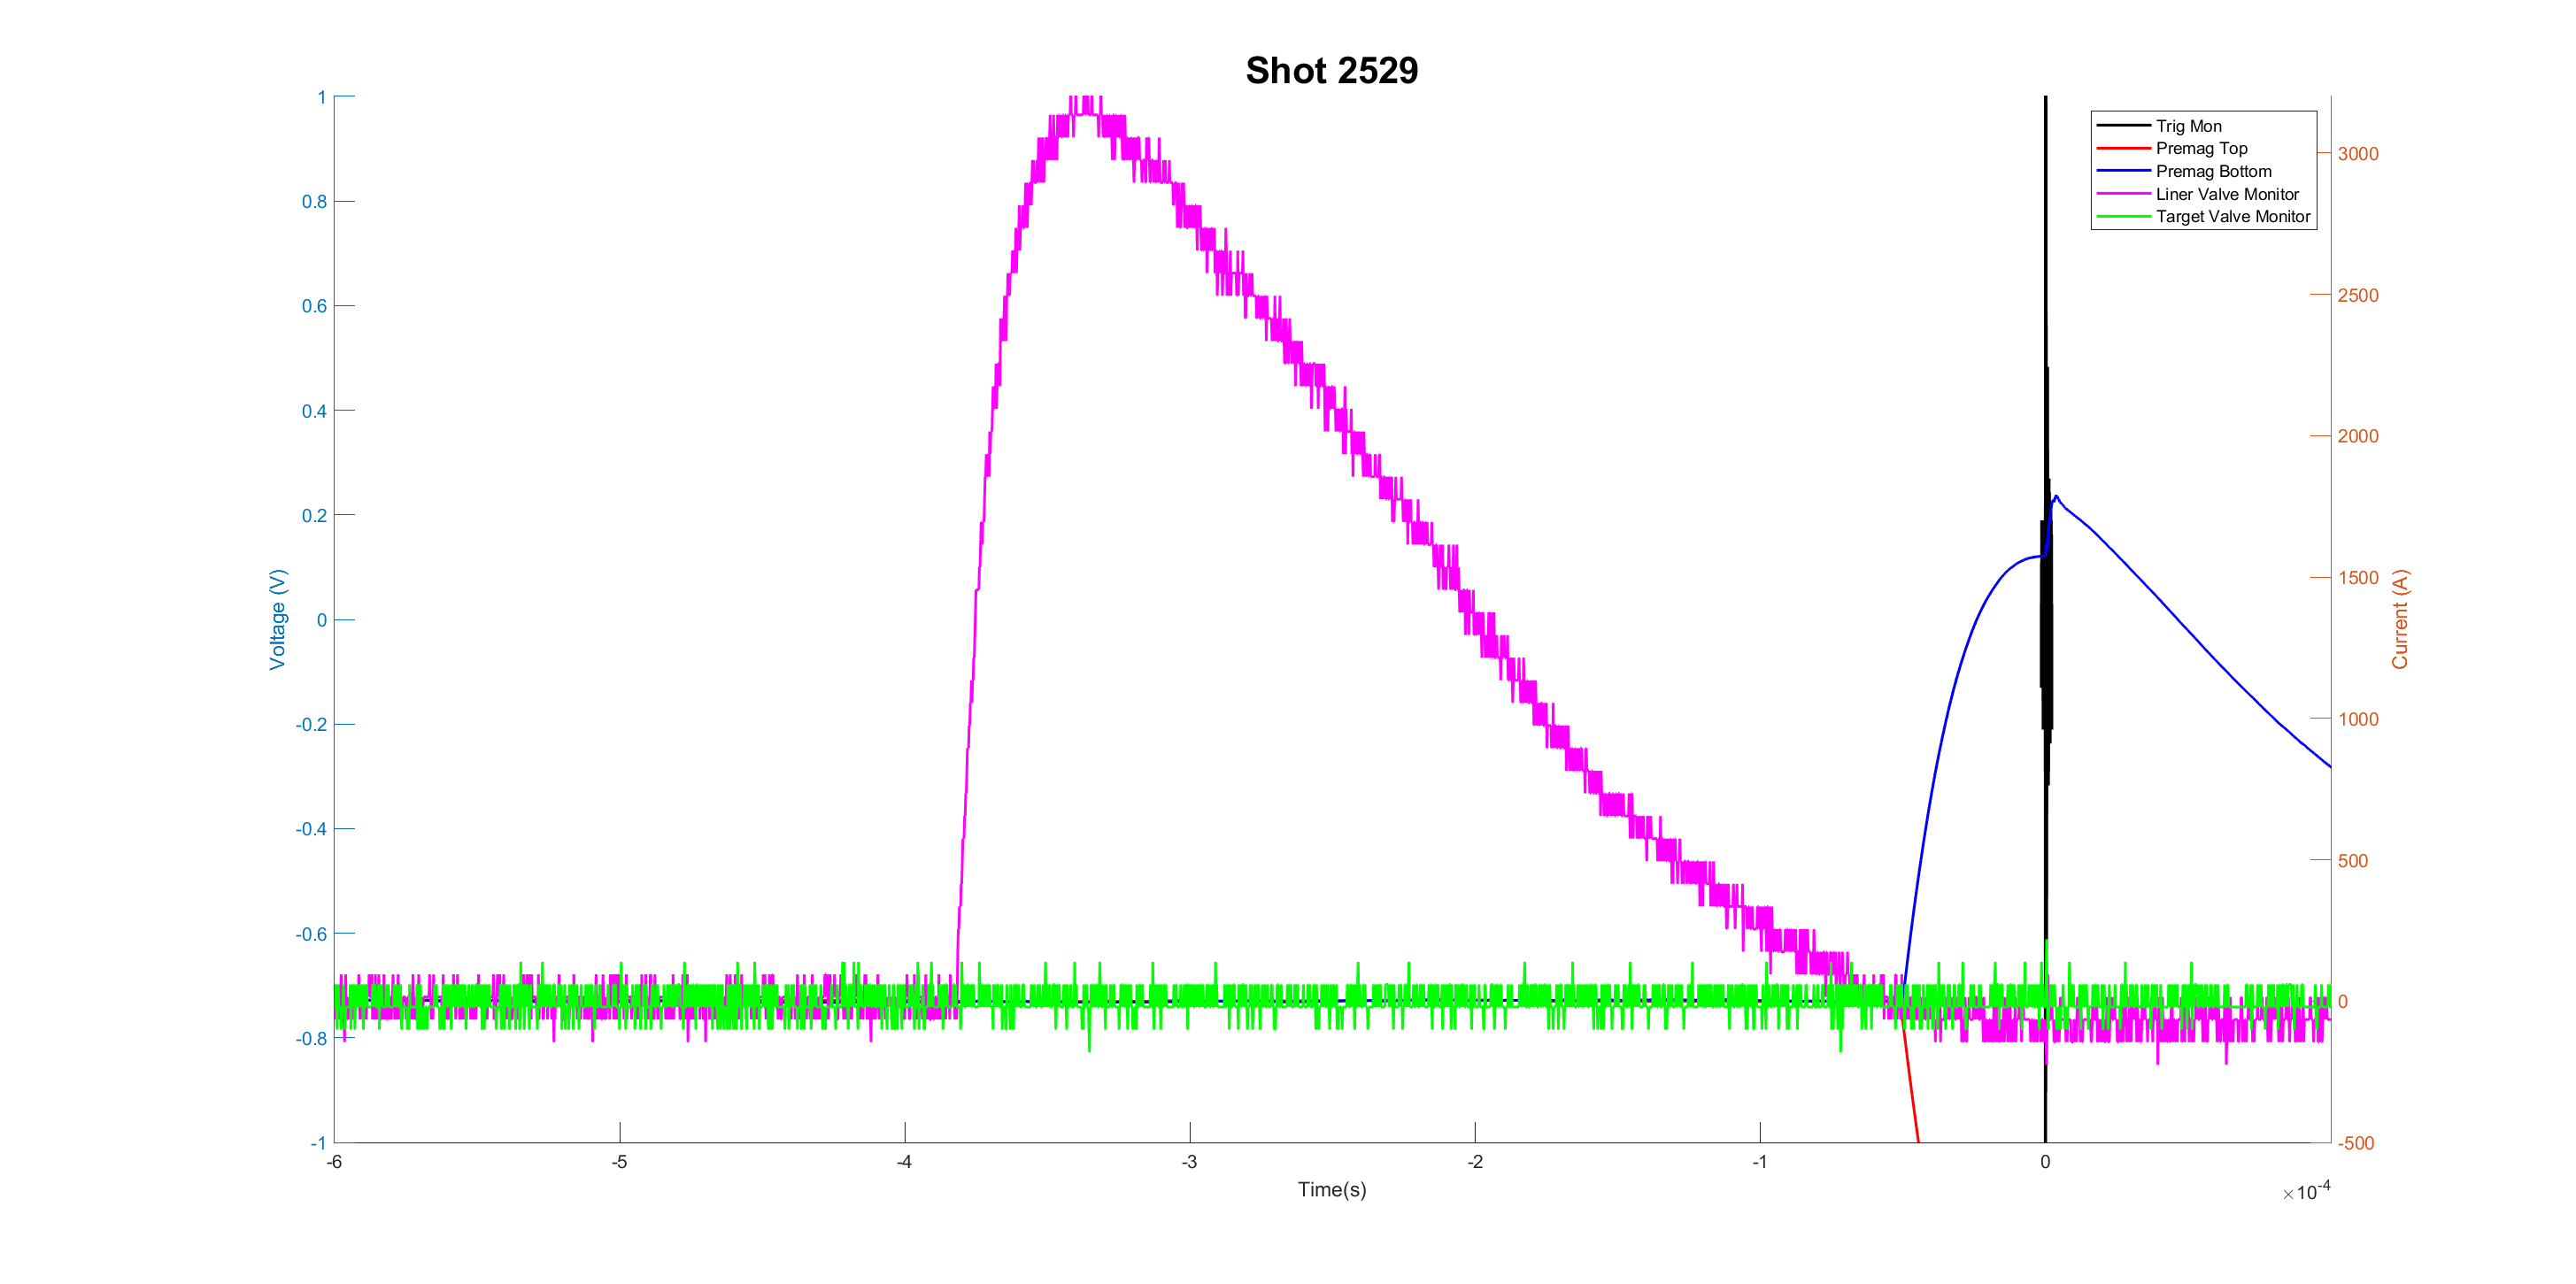 Shot 2529
1
0.8
0.6
0.4
0.2
0
-0.2
-0.4
-0.6
-0.8
-1
Voltage (V)
Trig Mon
Premag Top
Premag Bottom
Liner Valve Monitor
Target Valve Monitor
3000
2500
2000
1500
1000
500
0
-500
Current (A)
-6 -5 -4 -3 -2 -1 0
Time(s)
×10-4